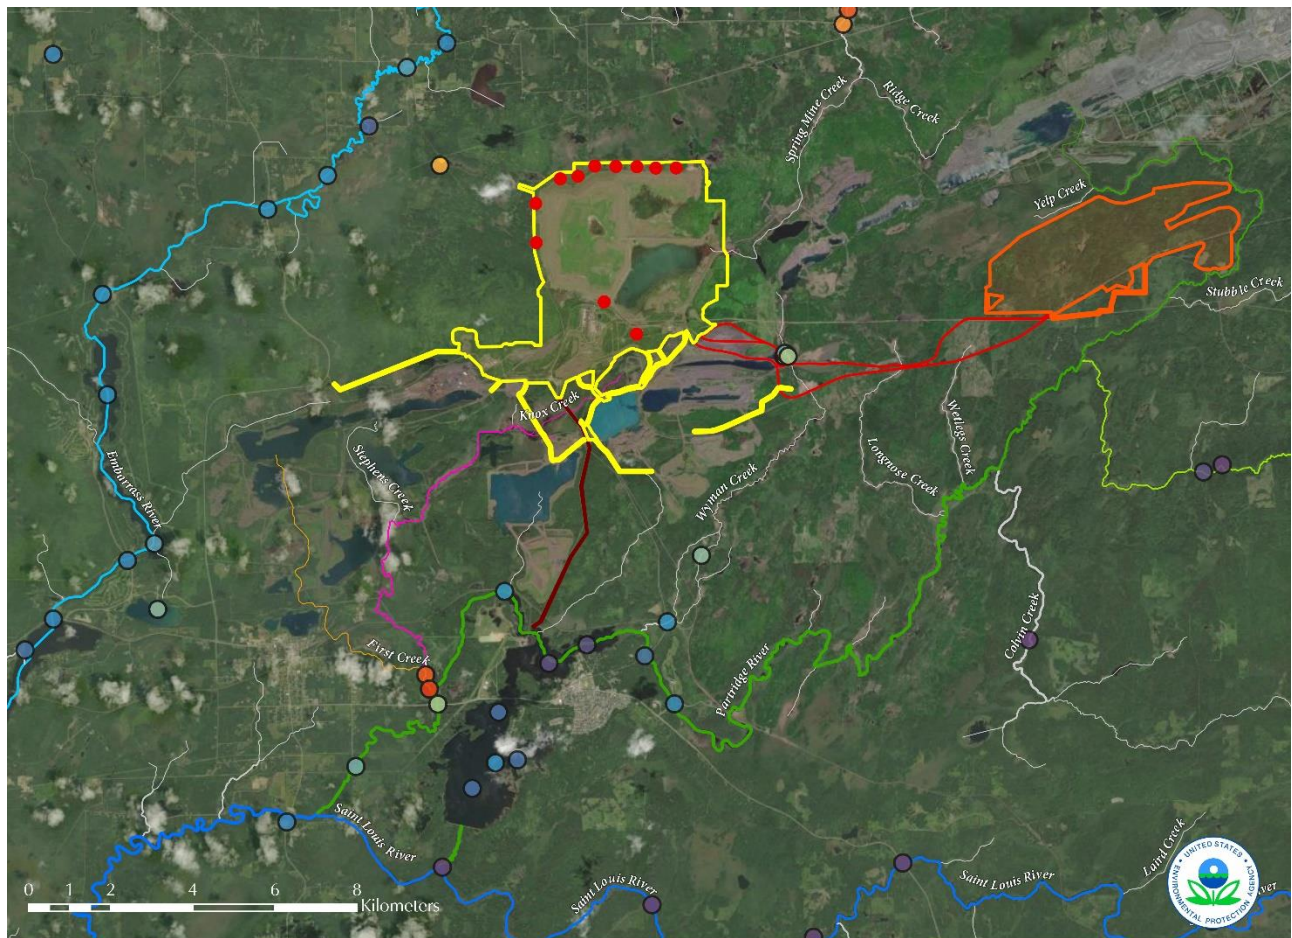 Spring Mine Creek
Ridge Creek
Yelp Creek
Stubble Creek
Knox Creek
Stephens Creek
Embarrass River
Wetlegs Creek
Longnose Creek
Wyman Creek
Colvin Creek
First Creek
Partridge River
Saint Louis River
Saint Louis River
Saint Louis River
Laird Creek
River
UNITED STATES
ENVIRONMENTAL PROTECTION AGENCY
0 1 2 4 6 8
Kilometers